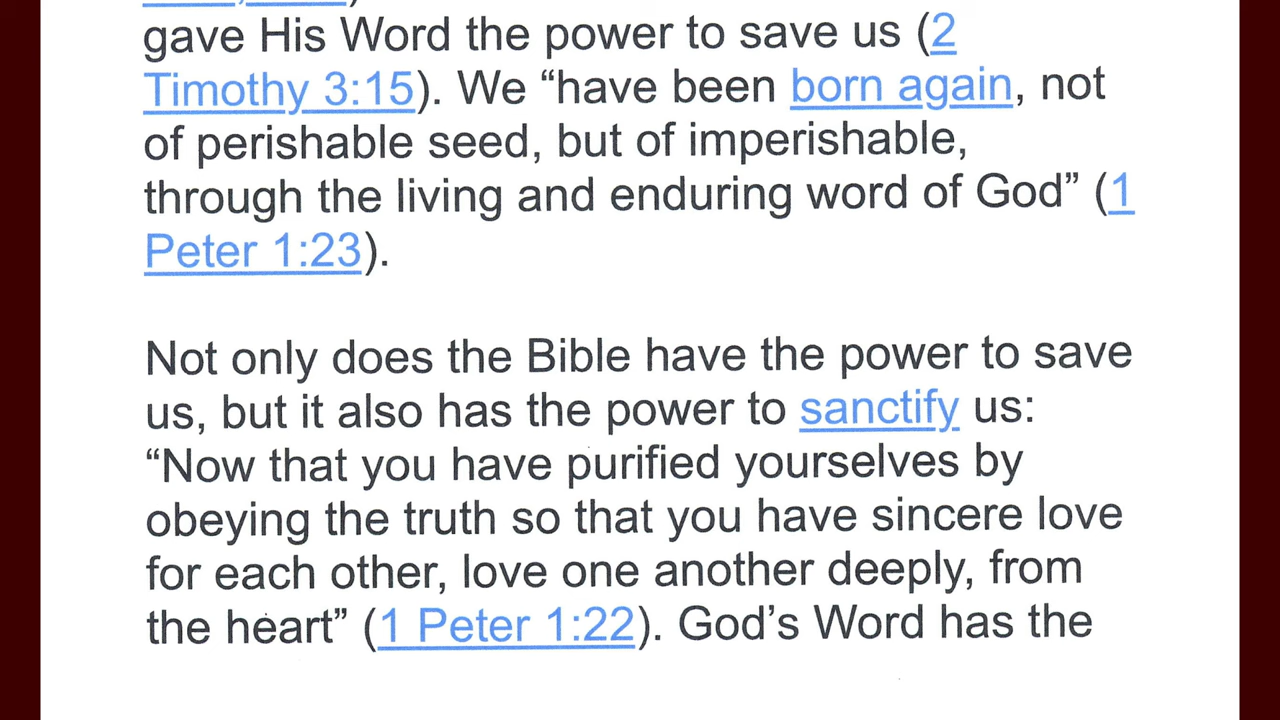 gave His Word the power to save us (2
Timothy 3:15). We “have been born again, not
of perishable seed, but of imperishable,
through the living and enduring word of God” (1
Peter 1:23).
Not only does the Bible have the power to save
us, but it also has the power to sanctify us:
“Now that you have purified yourselves by
obeying the truth so that you have sincere love
for each other, love one another deeply, from
the heart” (1 Peter 1:22). God’s Word has the